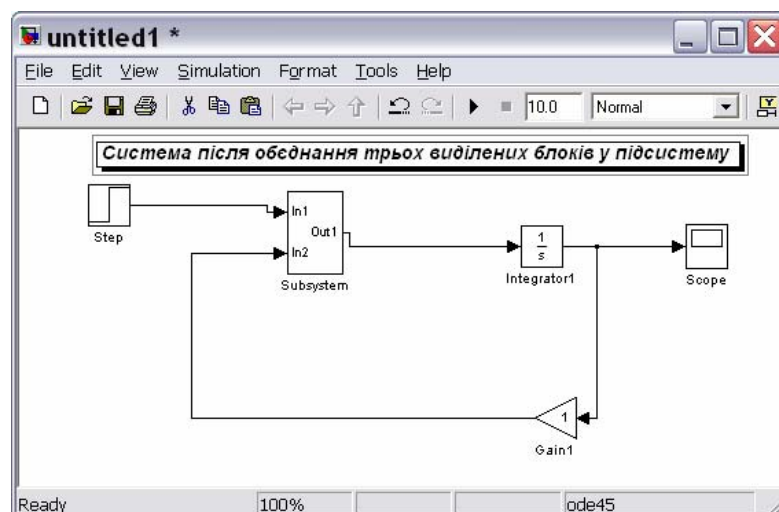 untitled1 *
File Edit View Simulation Format Tools Help
10.0 Normal
Система після обєднання трьох виділених блоків у підсистему
Step
In1
In2
Out1
Subsystem
1
s
Integrator1
Scope
1
Gain1
Ready 100% ode45